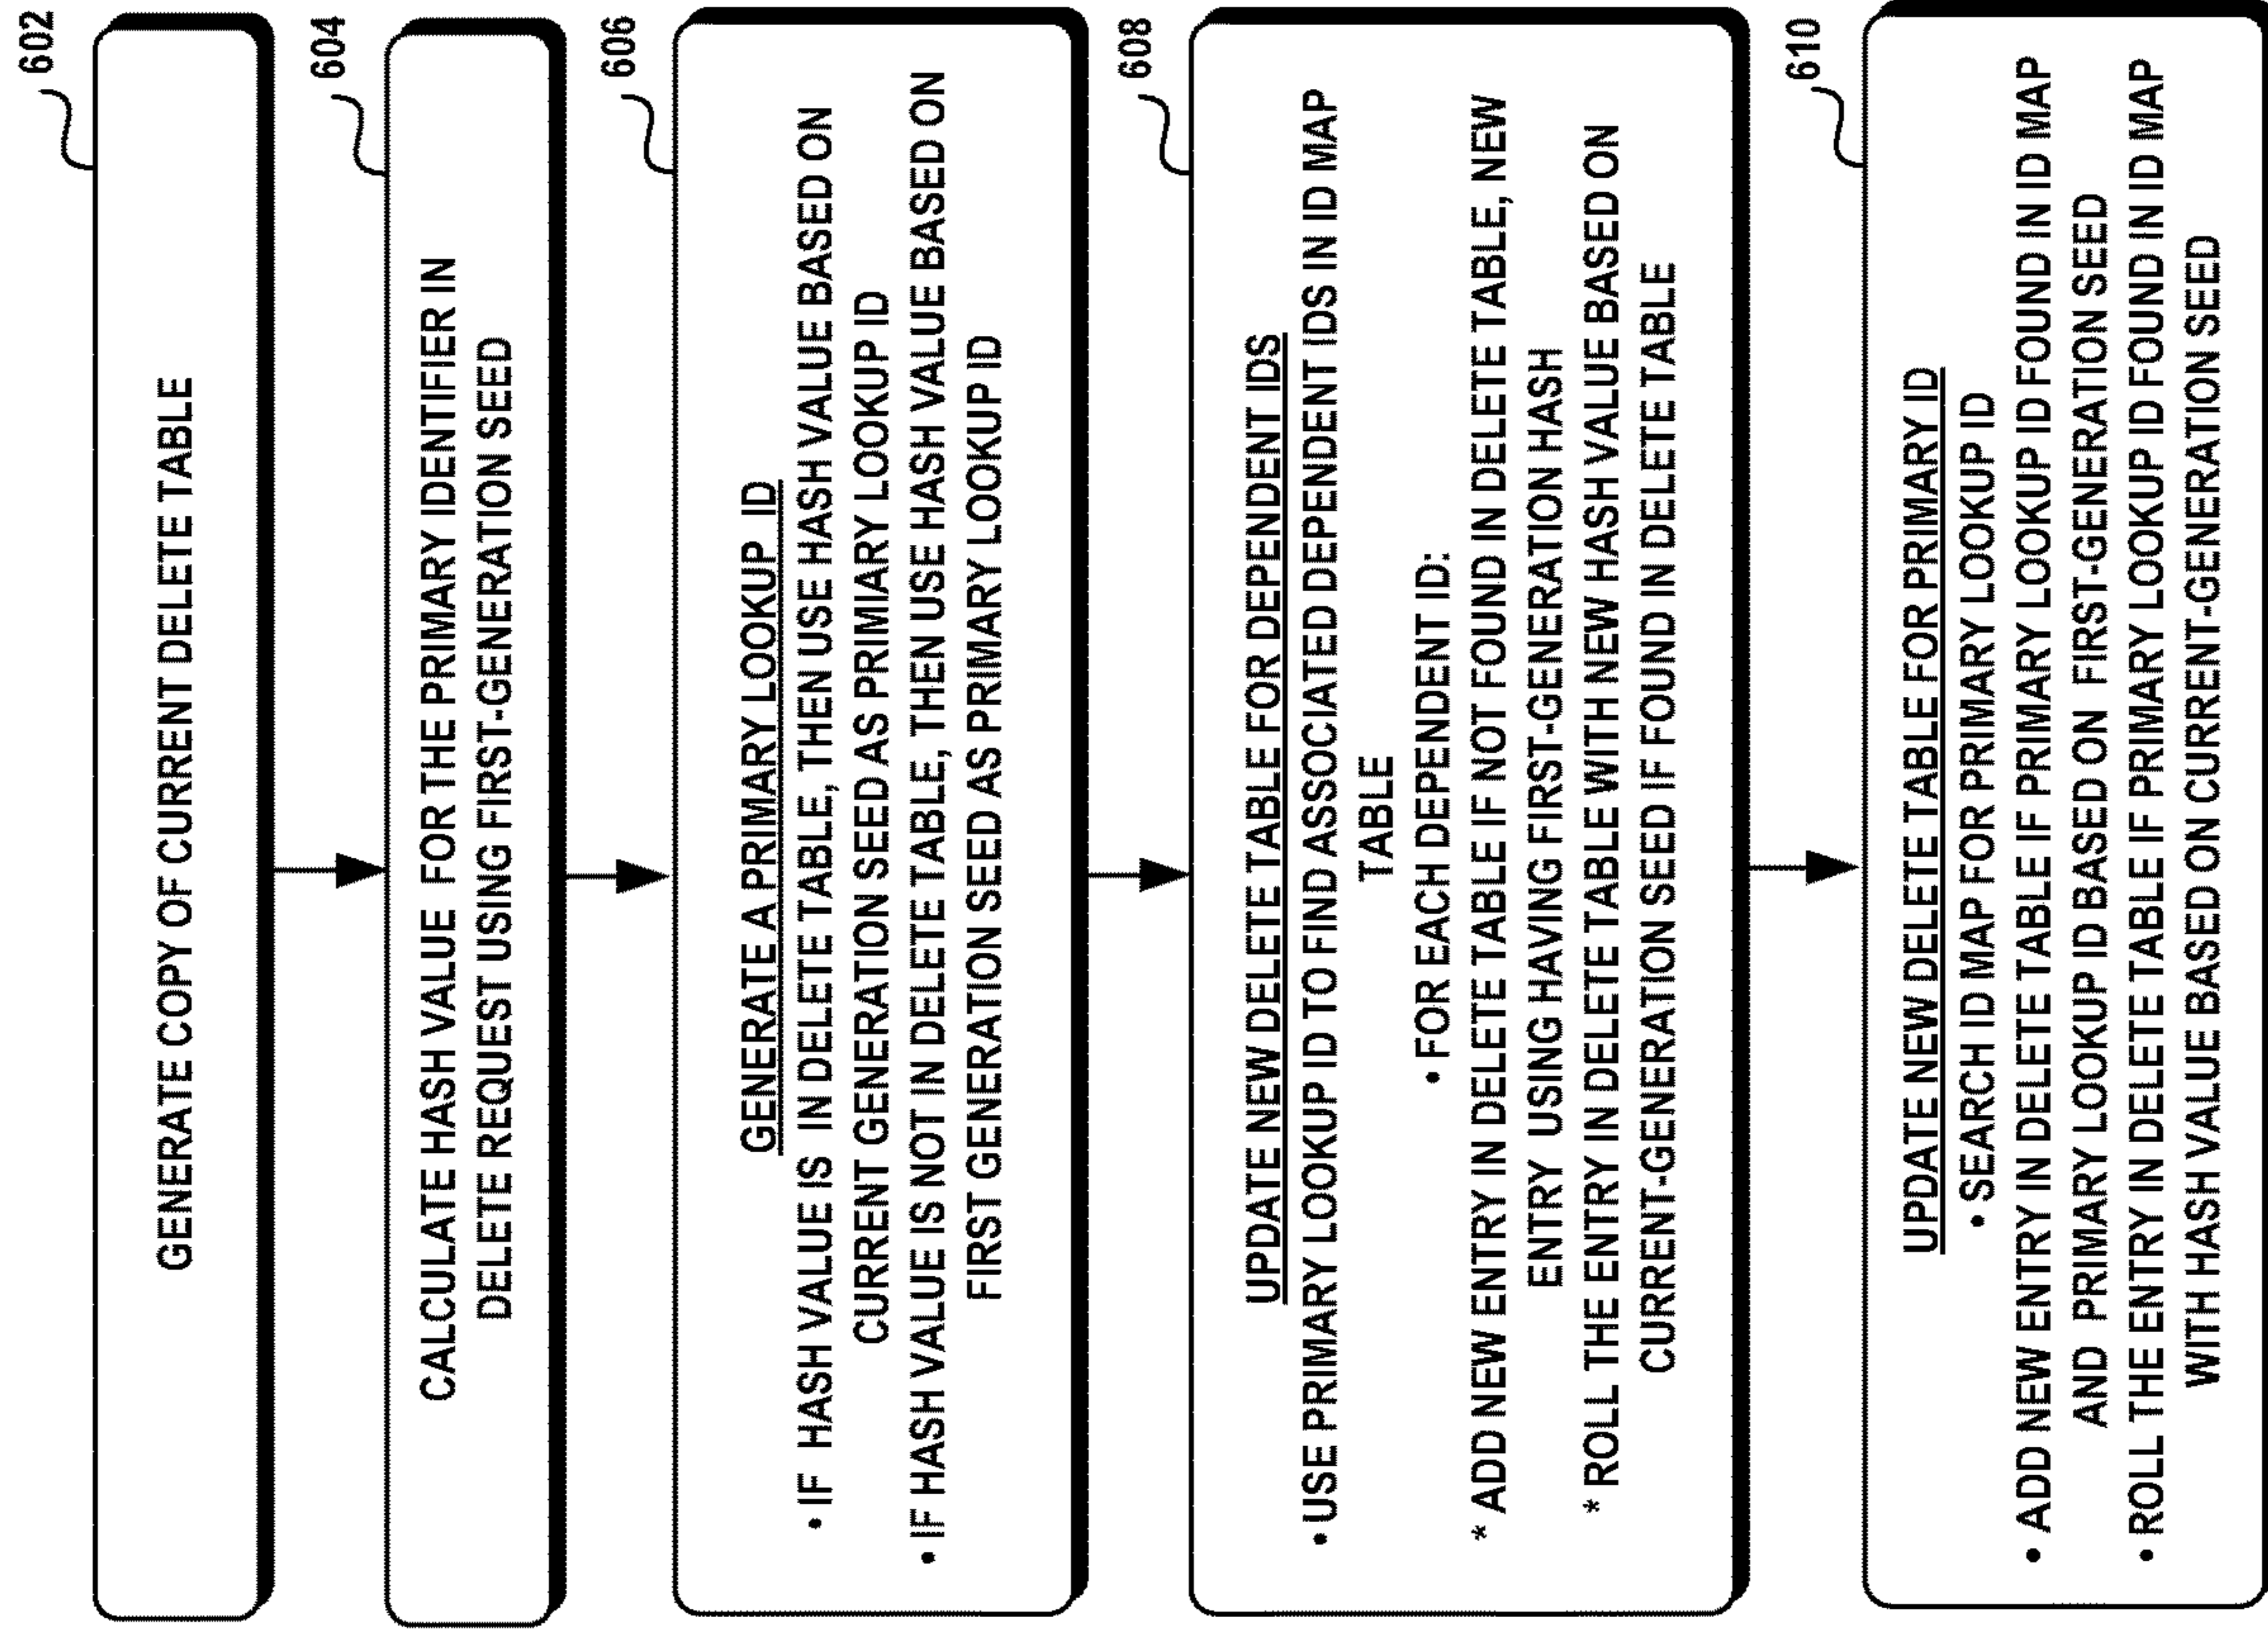 602
GENERATE COPY OF CURRENT DELETE TABLE
604
CALCULATE HASH VALUE FOR THE PRIMARY IDENTIFIER IN
DELETE REQUEST USING FIRST-GENERATION SEED
606
GENERATE A PRIMARY LOOKUP ID
• IF HASH VALUE IS IN DELETE TABLE, THEN USE HASH VALUE BASED ON
CURRENT GENERATION SEED AS PRIMIARY LOOKUP ID
• IF HASH VALUE IS NOT IN DELETE TABLE, THEN USE HASH VALUE BASED ON
FIRST GENERATION SEED AS PRIMARY LOOKUP ID
608
UPDATE NEW DELETE TABLE FOR DEPENDENT IDS
• USE PRIMARY LOOKUP ID TO FIND ASSOCIATED DEPENDENT IDS IN ID MAP
TABLE
• FOR EACH DEPENDENT ID:
* ADD NEW ENTRY IN DELETE TABLE IF NOT FOUND IN DELETE TABLE, NEW
ENTRY USING HAVING FIRST-GENERATION HASH
* ROLL THE ENTRY IN DELETE TABLE WITH NEW HASH VALUE BASED ON
CURRENT-GENERATION SEED IF FOUND IN DELETE TABLE
610
UPDATE NEW DELETE TABLE FOR PRIMARY ID
• SEARCH ID MAP FOR PRIMARY LOOKUP ID
• ADD NEW ENTRY IN DELETE TABLE IF PRIMARY LOOKUP ID FOUND IN ID MAP
AND PRIMARY LOOKUP ID BASED ON FIRST-GENERATION SEED
• ROLL THE ENTRY IN DELETE TABLE IF PRIMARY LOOKUP ID FOUND IN ID MAP
WITH HASH VALUE BASED ON CURRENT-GENERATION SEED